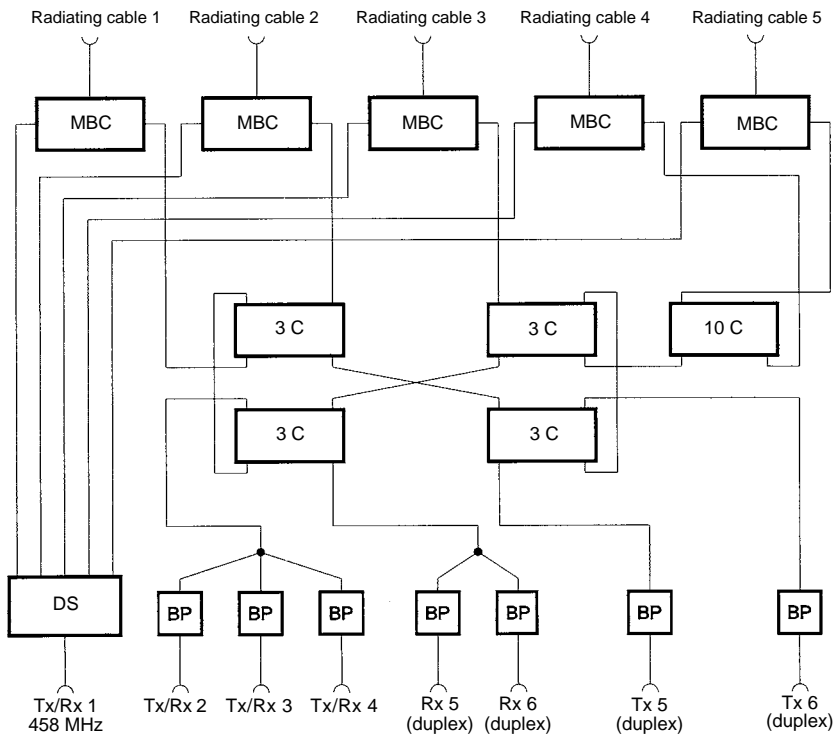 Radiating cable 1 Radiating cable 2 Radiating cable 3 Radiating cable 4 Radiating cable 5
MBC MBC MBC MBC MBC
3 C 3 C 10 C
3 C 3 C
DS BP BP BP BP BP BP BP
Tx/Rx 1 Tx/Rx 2 Tx/Rx 3 Tx/Rx 4 Rx 5 Rx 6 Tx 5 Tx 6
458 MHz (duplex) (duplex) (duplex) (duplex)